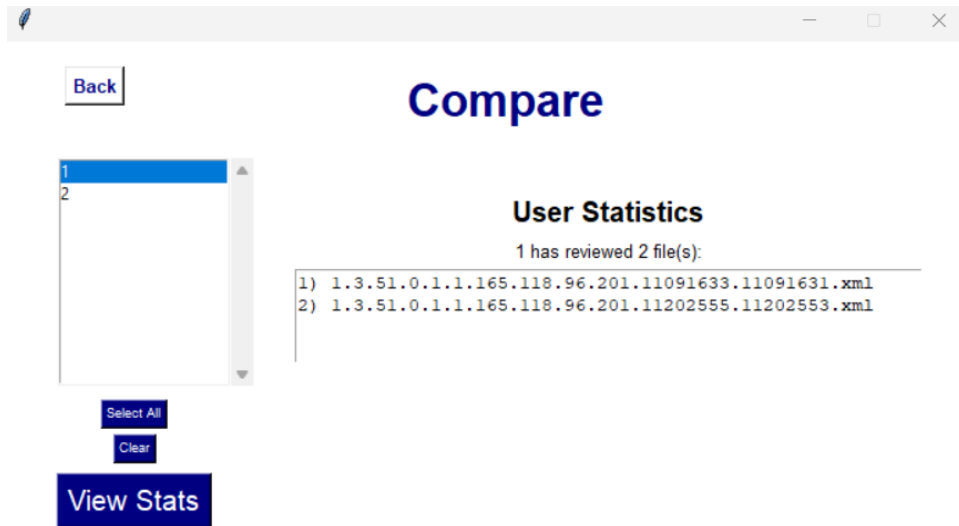 Back
Compare
1
2
User Statistics
1 has reviewed 2 file(s):
1) 1.3.51.0.1.1.165.118.96.201.11091633.11091631.xml
2) 1.3.51.0.1.1.165.118.96.201.11202555.11202553.xml
Select All
Clear
View Stats